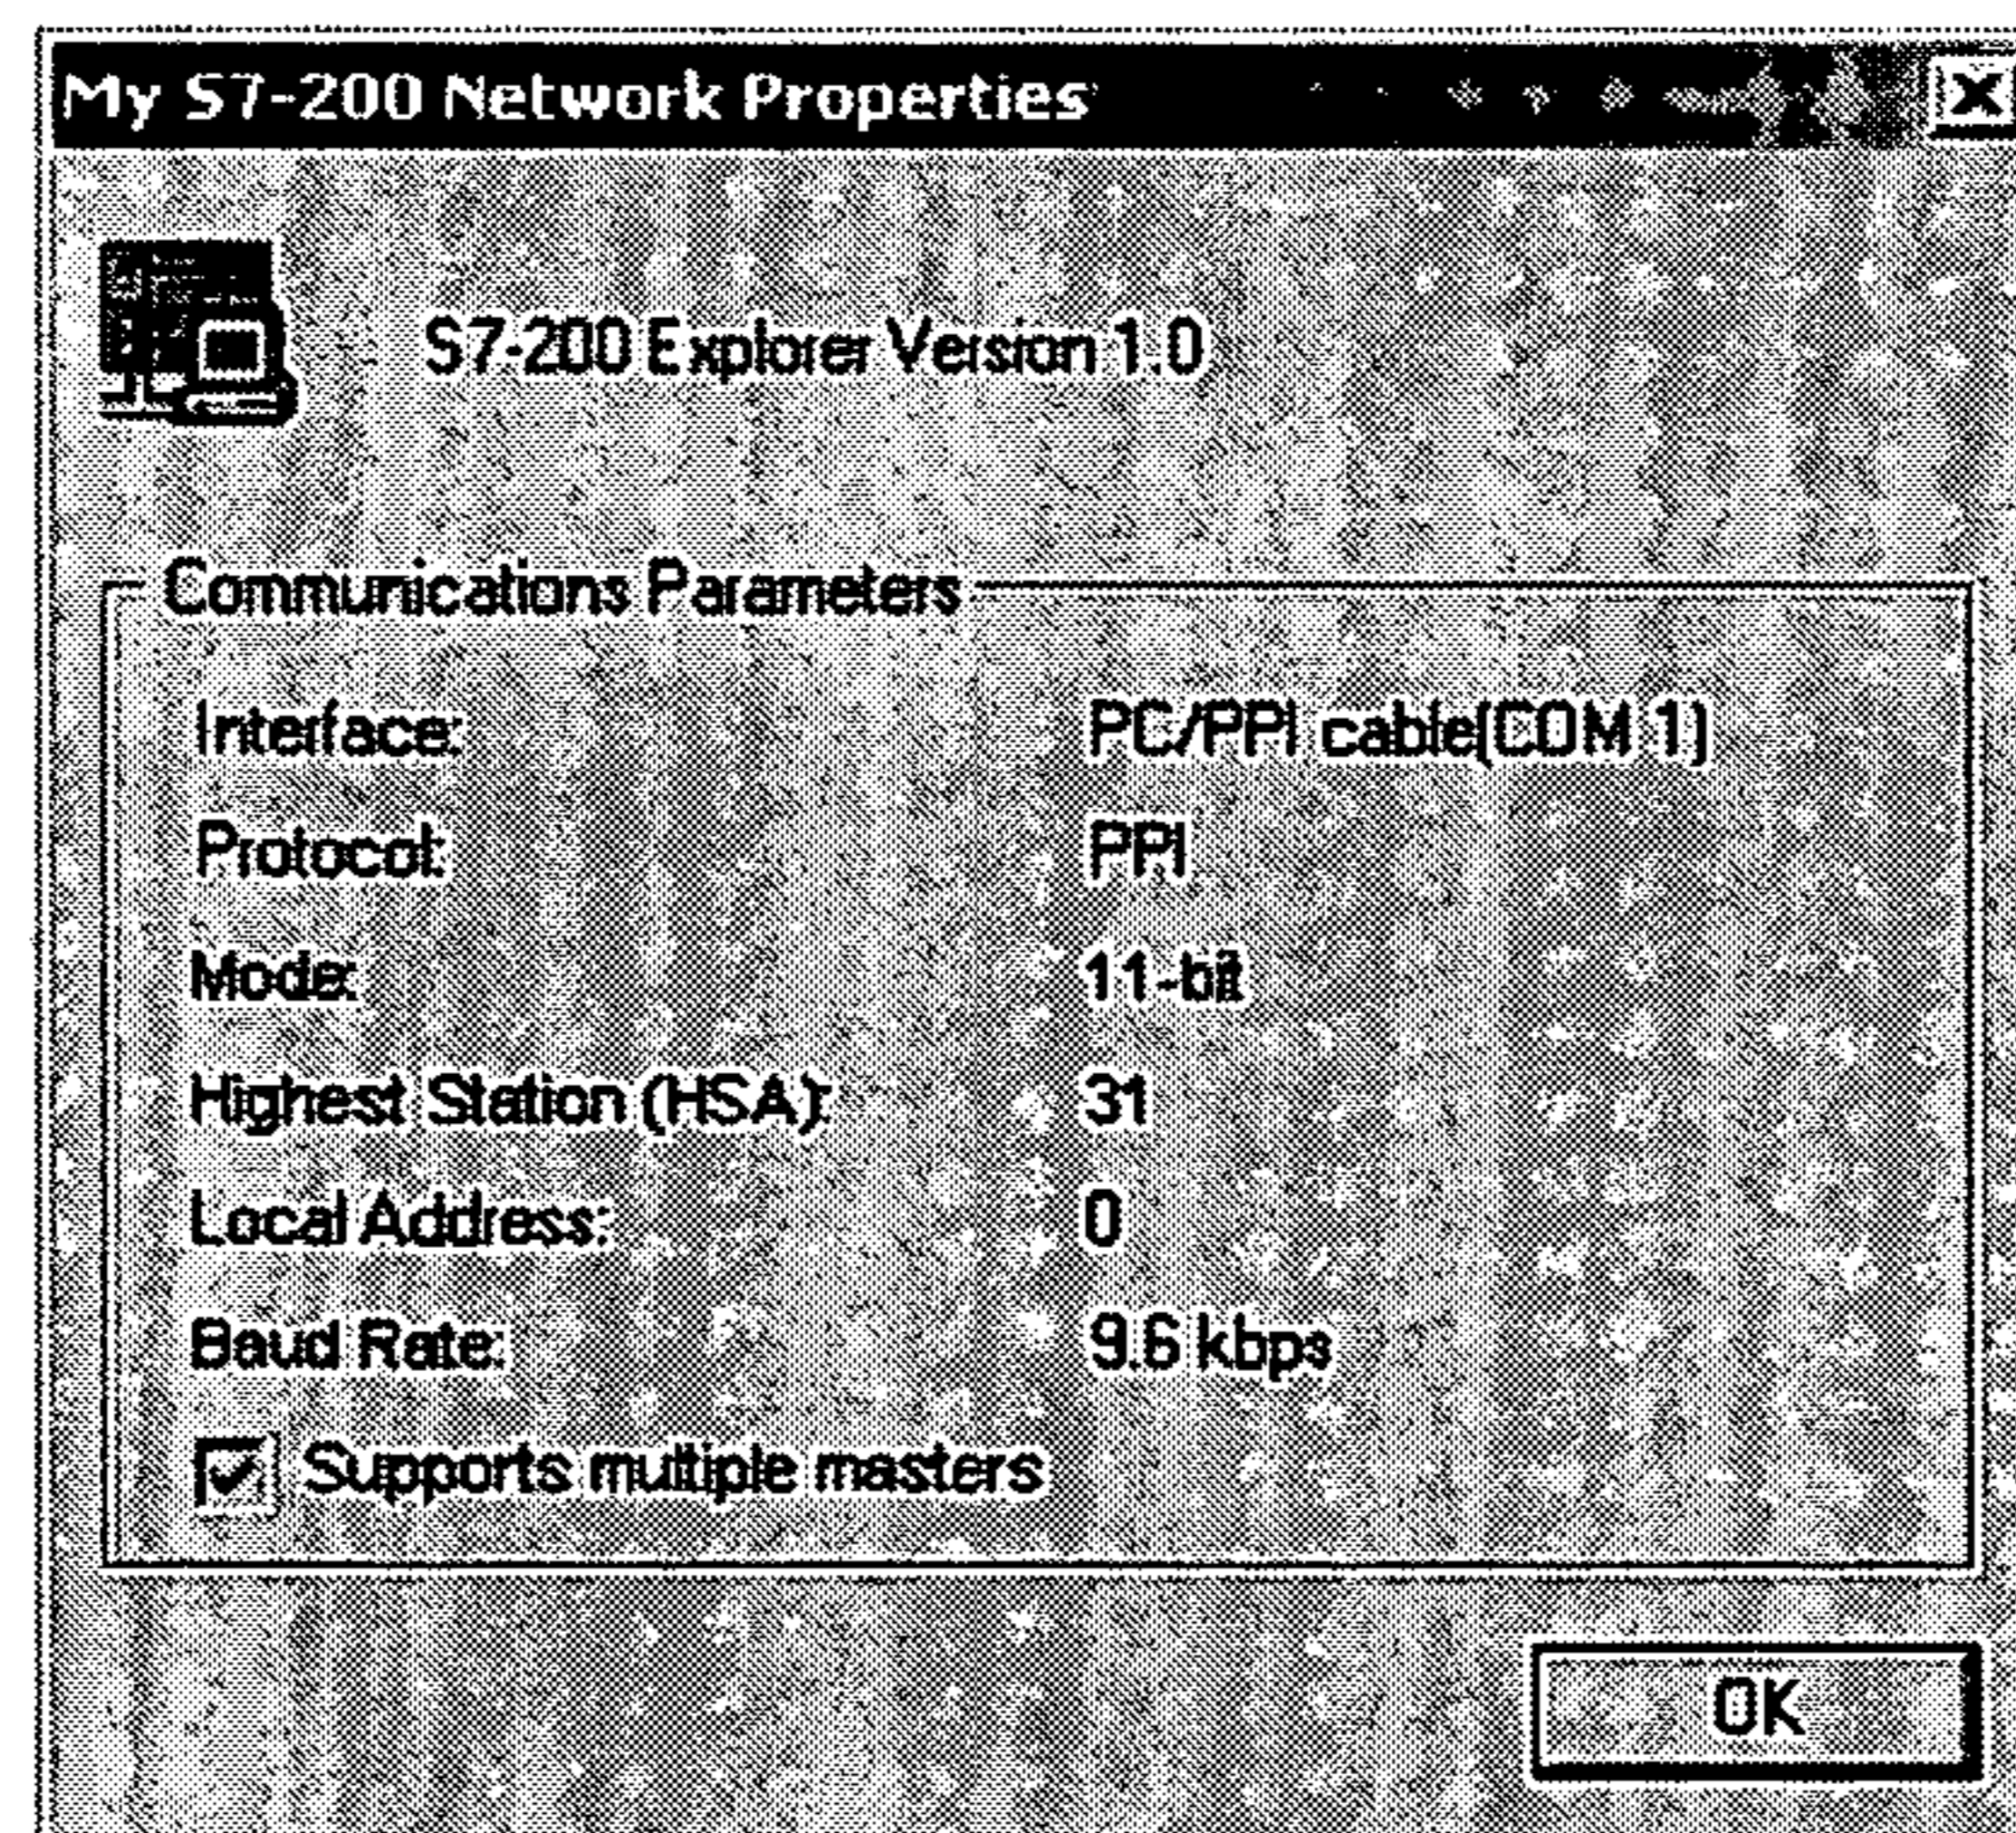 My S7-200 Network Properties
S7-200 Explorer Version 1.0
Communications Parameters
Interface: PC/PPI cable(COM 1)
Protocol: PPI
Mode: 11-bit
Highest Station (HSA): 31
Local Address: 0
Baud Rate: 9.6 kbps
Supports multiple masters
OK